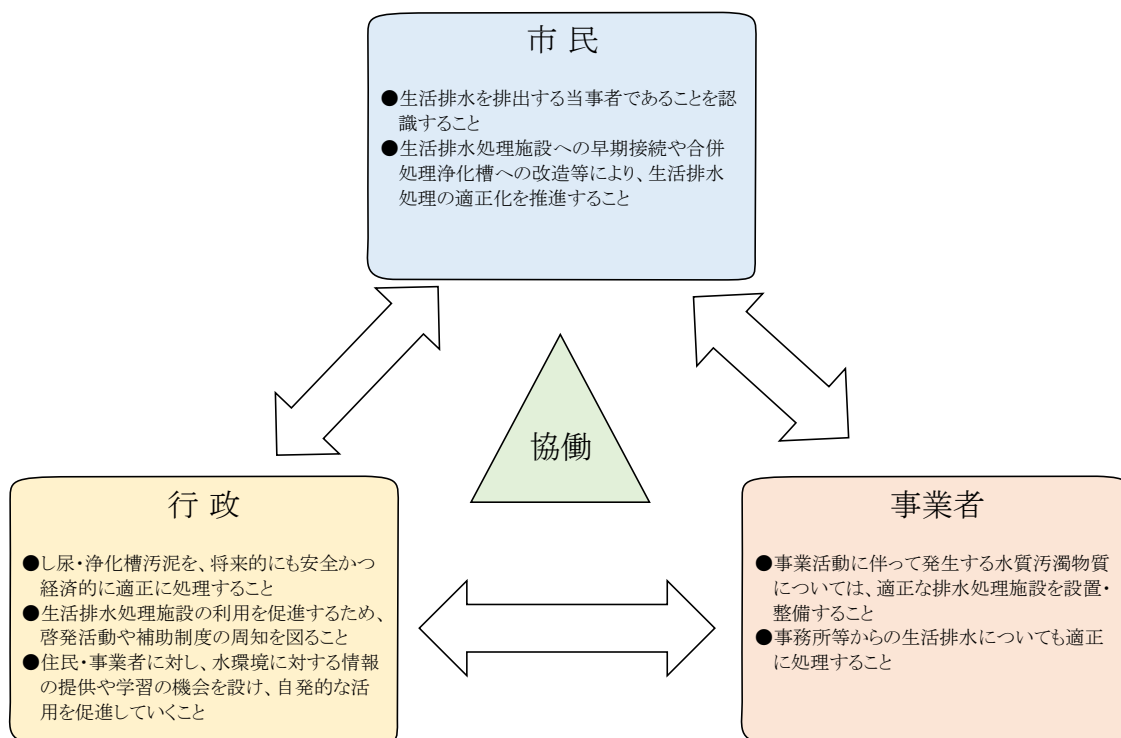 市 民
●生活排水を排出する当事者であることを認
識すること
●生活排水処理施設への早期接続や合併
処理浄化槽への改造等により、生活排水
処理の適正化を推進すること
協働
行 政
●し尿・浄化槽汚泥を、将来的にも安全かつ
経済的に適正に処理すること
●生活排水処理施設の利用を促進するため、
啓発活動や補助制度の周知を図ること
●住民・事業者に対し、水環境に対する情報
の提供や学習の機会を設け、自発的な活
用を促進していくこと
事業者
●事業活動に伴って発生する水質汚濁物質
については、適正な排水処理施設を設置・
整備すること
●事務所等からの生活排水についても適正
に処理すること